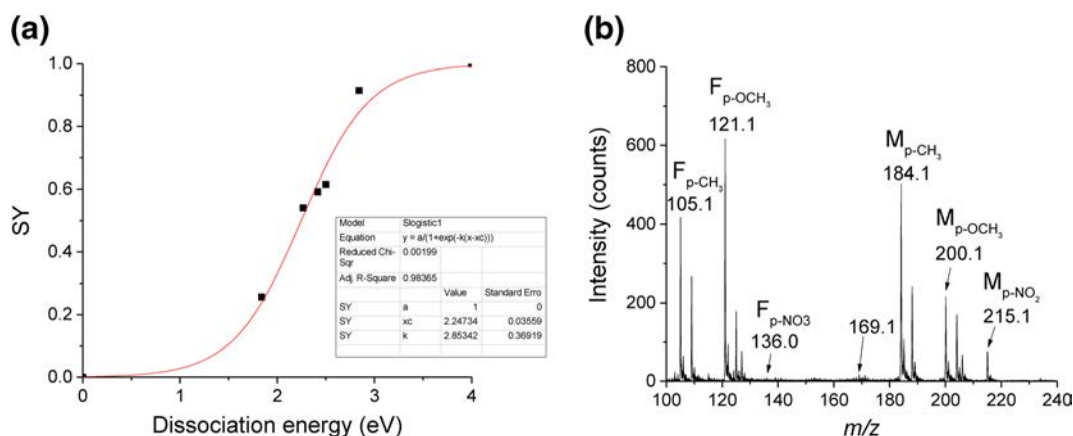 (a)
SY
1.0
0.8
0.6
0.4
0.2
0.0
0
1
2
3
4
Dissociation energy (eV)
Model Slogistic1
Equation y = a/(1+exp(-k(x-xc)))
Reduced Chi-Sqr 0.00199
Adj. R-Square 0.98365
Value Standard Erro
SY a 1 0
SY xc 2.24734 0.03559
SY k 2.85342 0.36919
(b)
Intensity (counts)
800
600
400
200
0
100 120 140 160 180 200 220 240
m/z
F p-CH3
105.1
F p-OCH3
121.1
F p-NO3
136.0
169.1
M p-CH3
184.1
M p-OCH3
200.1
M p-NO2
215.1